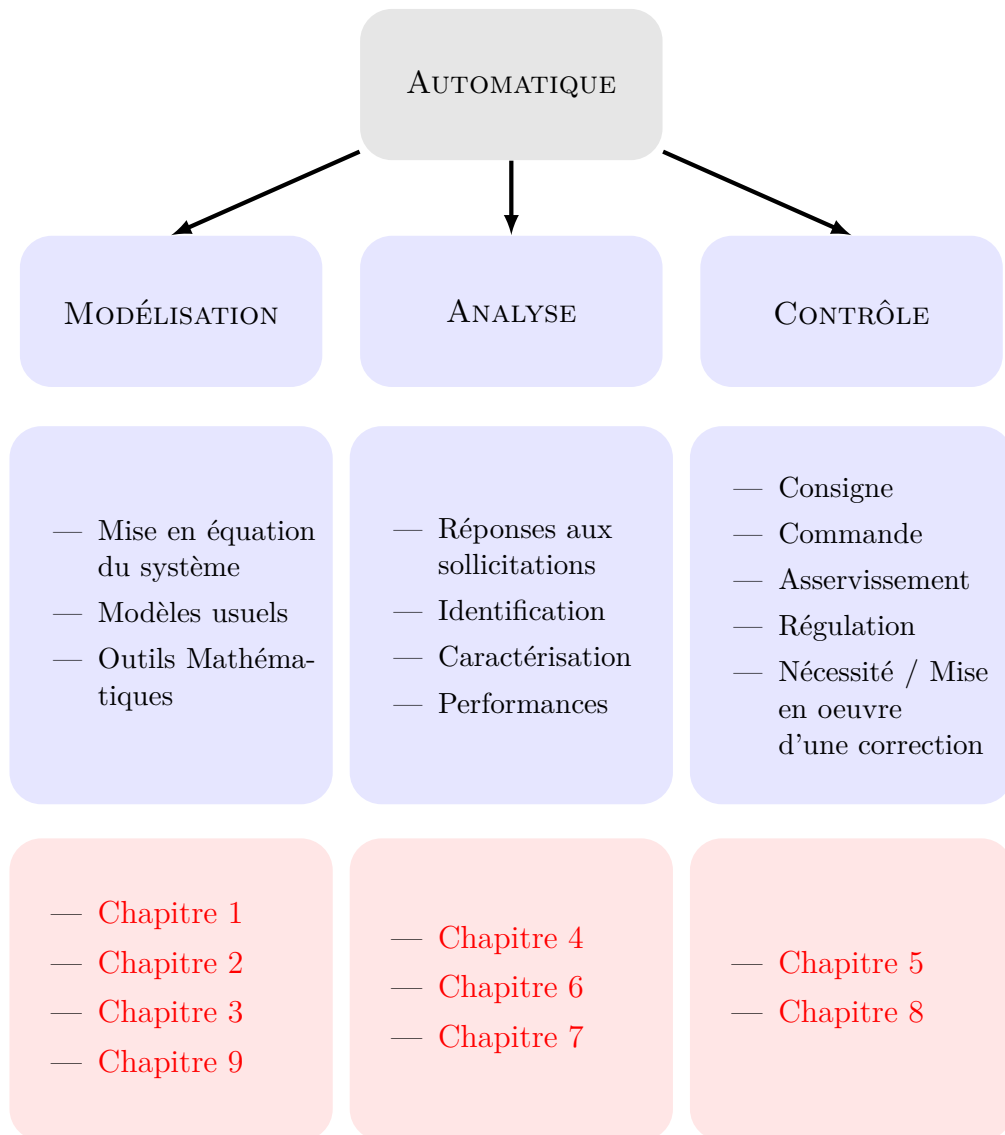 AUTOMATIQUE
MODÉLISATION
ANALYSE
CONTRÔLE
— Mise en équation
du système
— Modèles usuels
— Outils Mathéma-
tiques
— Réponses aux
sollicitations
— Identification
— Caractérisation
— Performances
— Consigne
— Commande
— Asservissement
— Régulation
— Nécessité / Mise
en oeuvre
d'une correction
— Chapitre 1
— Chapitre 2
— Chapitre 3
— Chapitre 9
— Chapitre 4
— Chapitre 6
— Chapitre 7
— Chapitre 5
— Chapitre 8